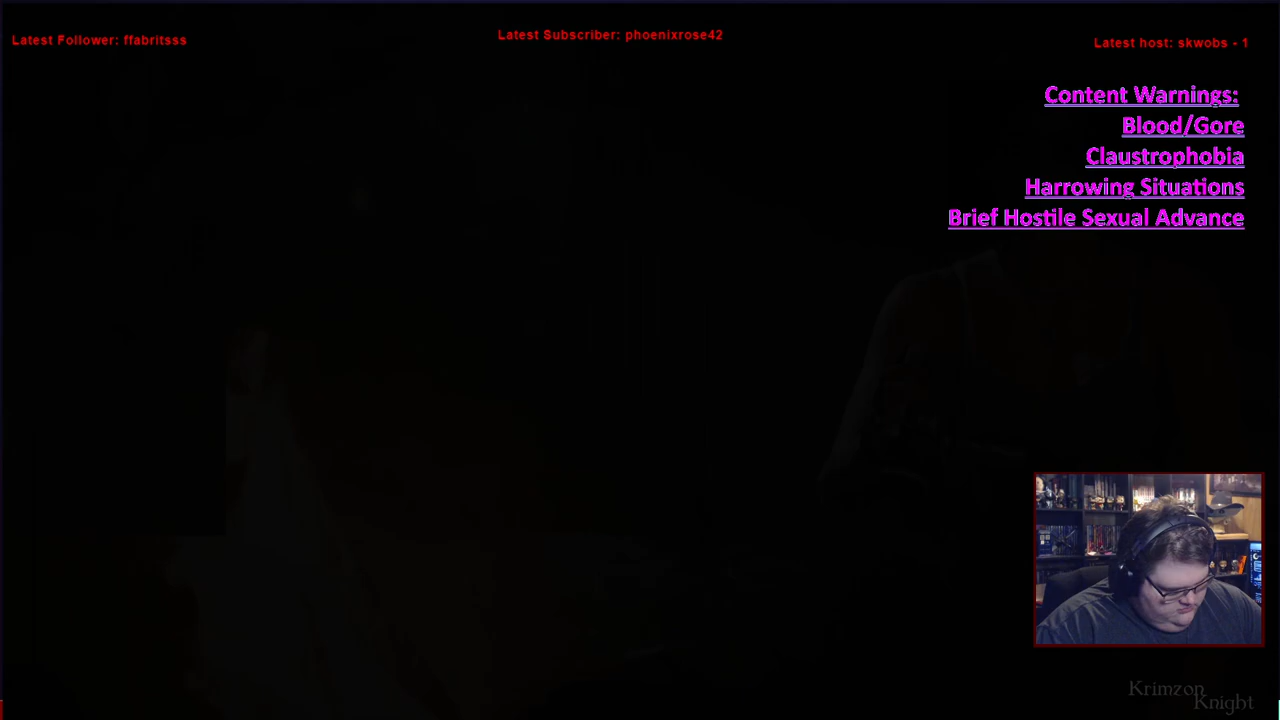 Latest Follower: ffabritsss
Latest Subscriber: phoenixrose42
Latest host: skwobs - 1
Content Warnings:
Blood/Gore
Claustrophobia
Harrowing Situations
Brief Hostile Sexual Advance
Krimzon
Knight